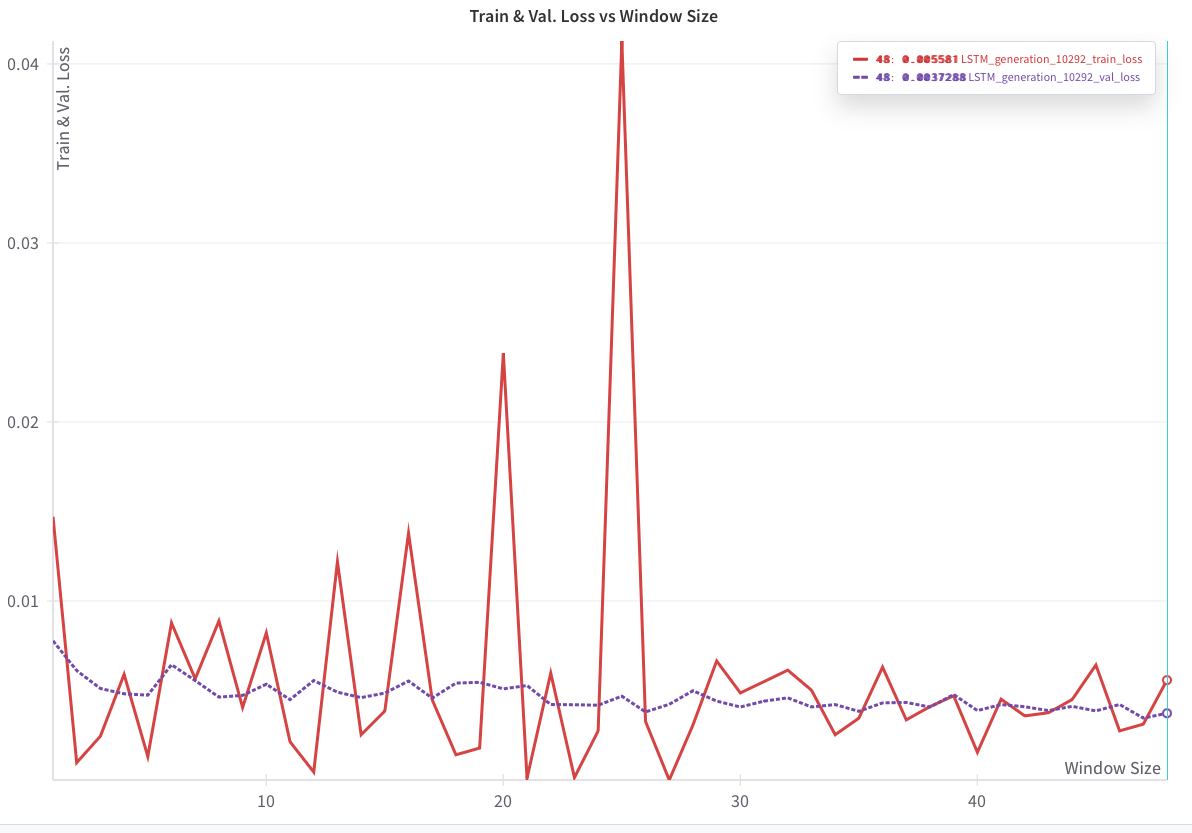 Train & Val. Loss vs Window Size
Train & Val. Loss
0.04
0.03
0.02
0.01
48: 0.005581 LSTM_generation_10292_train_loss
48: 0.0037288 LSTM_generation_10292_val_loss
Window Size
10
20
30
40